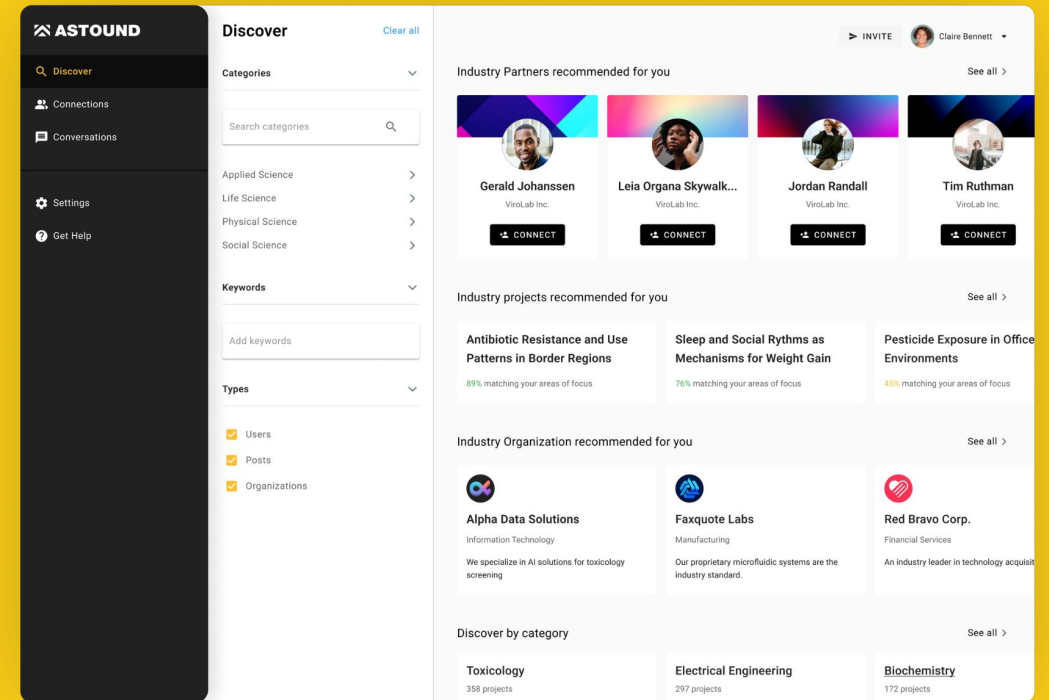 ASTOUND
Discover
Connections
Conversations
Settings
Get Help
Discover
Clear all
Categories
Search categories
Applied Science
Life Science
Physical Science
Social Science
Keywords
Add keywords
Types
Users
Posts
Organizations
INVITE
Claire Bennett
Industry Partners recommended for you
See all
Gerald Johanssen
ViroLab Inc.
CONNECT
Leia Organa Skywalk...
ViroLab Inc.
CONNECT
Jordan Randall
ViroLab Inc.
CONNECT
Tim Ruthman
ViroLab Inc.
CONNECT
Industry projects recommended for you
See all
Antibiotic Resistance and Use
Patterns in Border Regions
89% matching your areas of focus
Sleep and Social Rythms as
Mechanisms for Weight Gain
76% matching your areas of focus
Pesticide Exposure in Office
Environments
45% matching your areas of focus
Industry Organization recommended for you
See all
Alpha Data Solutions
Information Technology
We specialize in AI solutions for toxicology
screening
Faxquote Labs
Manufacturing
Our proprietary microfluidic systems are the
industry standard.
Red Bravo Corp.
Financial Services
An industry leader in technology acquisit
Discover by category
See all
Toxicology
358 projects
Electrical Engineering
297 projects
Biochemistry
172 projects